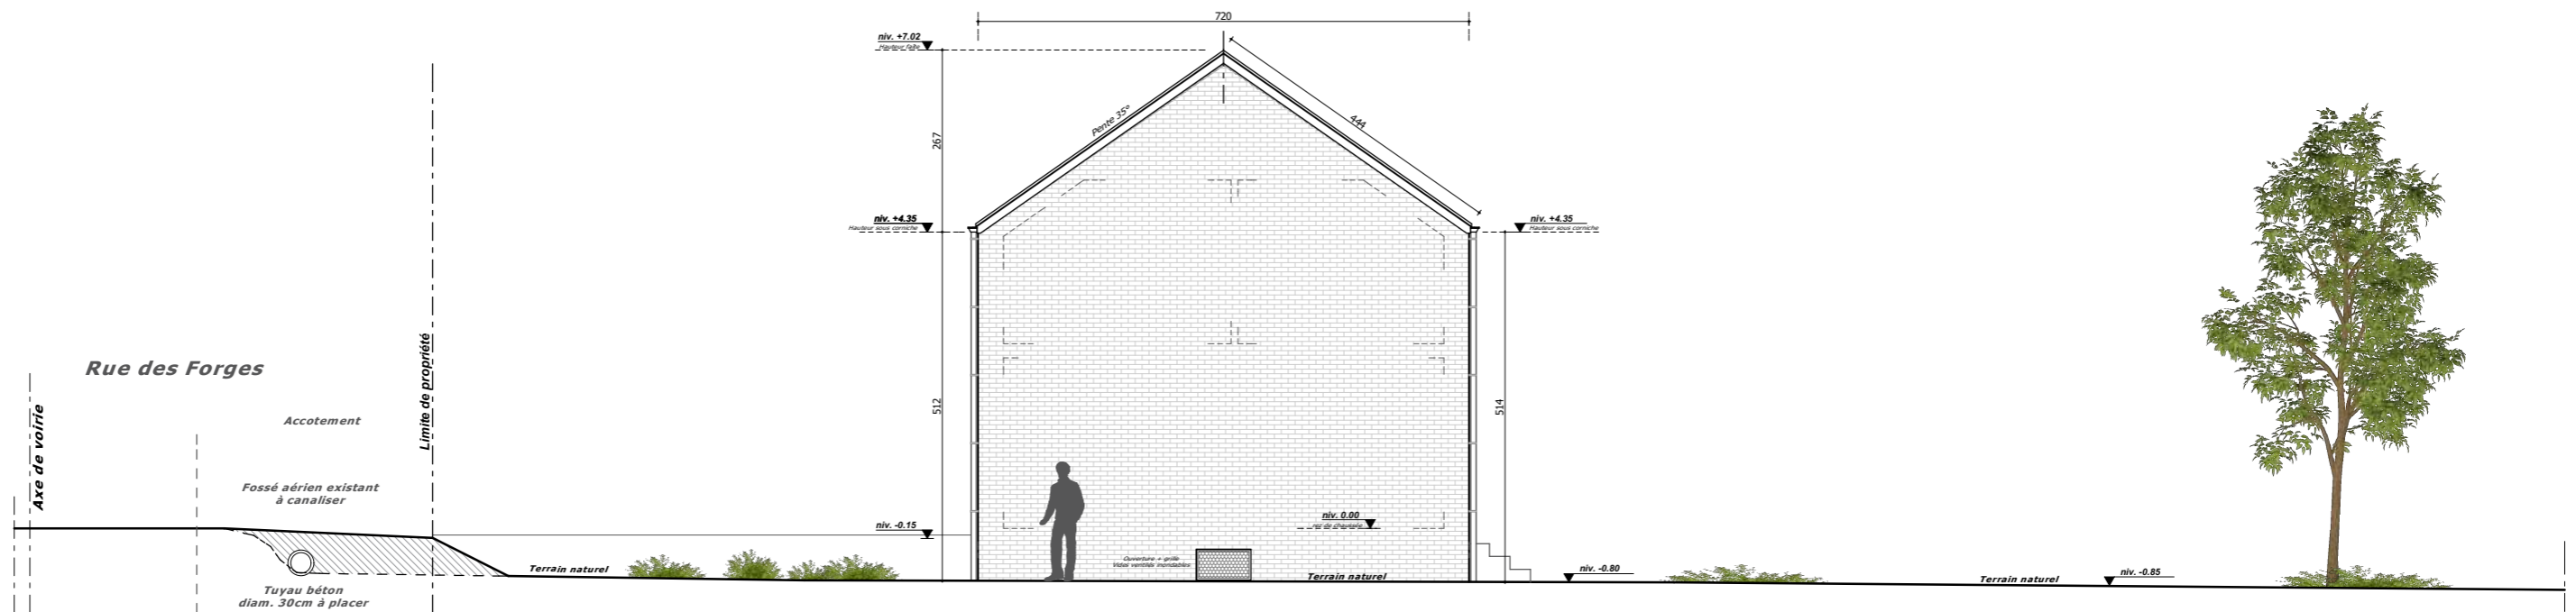 720
niv. +7.02
Hauteur faîte
Pente 35°
444
267
niv. +4.35
Hauteur sous corniche
niv. +4.35
Hauteur sous corniche
Rue des Forges
Axe de voirie
Accotement
Limite de propriété
Fossé aérien existant
à canaliser
512
514
niv. -0.15
niv. 0.00
rez de chaussée
Ouverture + grille
Vides ventilés inondables
Terrain naturel
Terrain naturel
niv. -0.80
Terrain naturel
niv. -0.85
Tuyau béton
diam. 30cm à placer